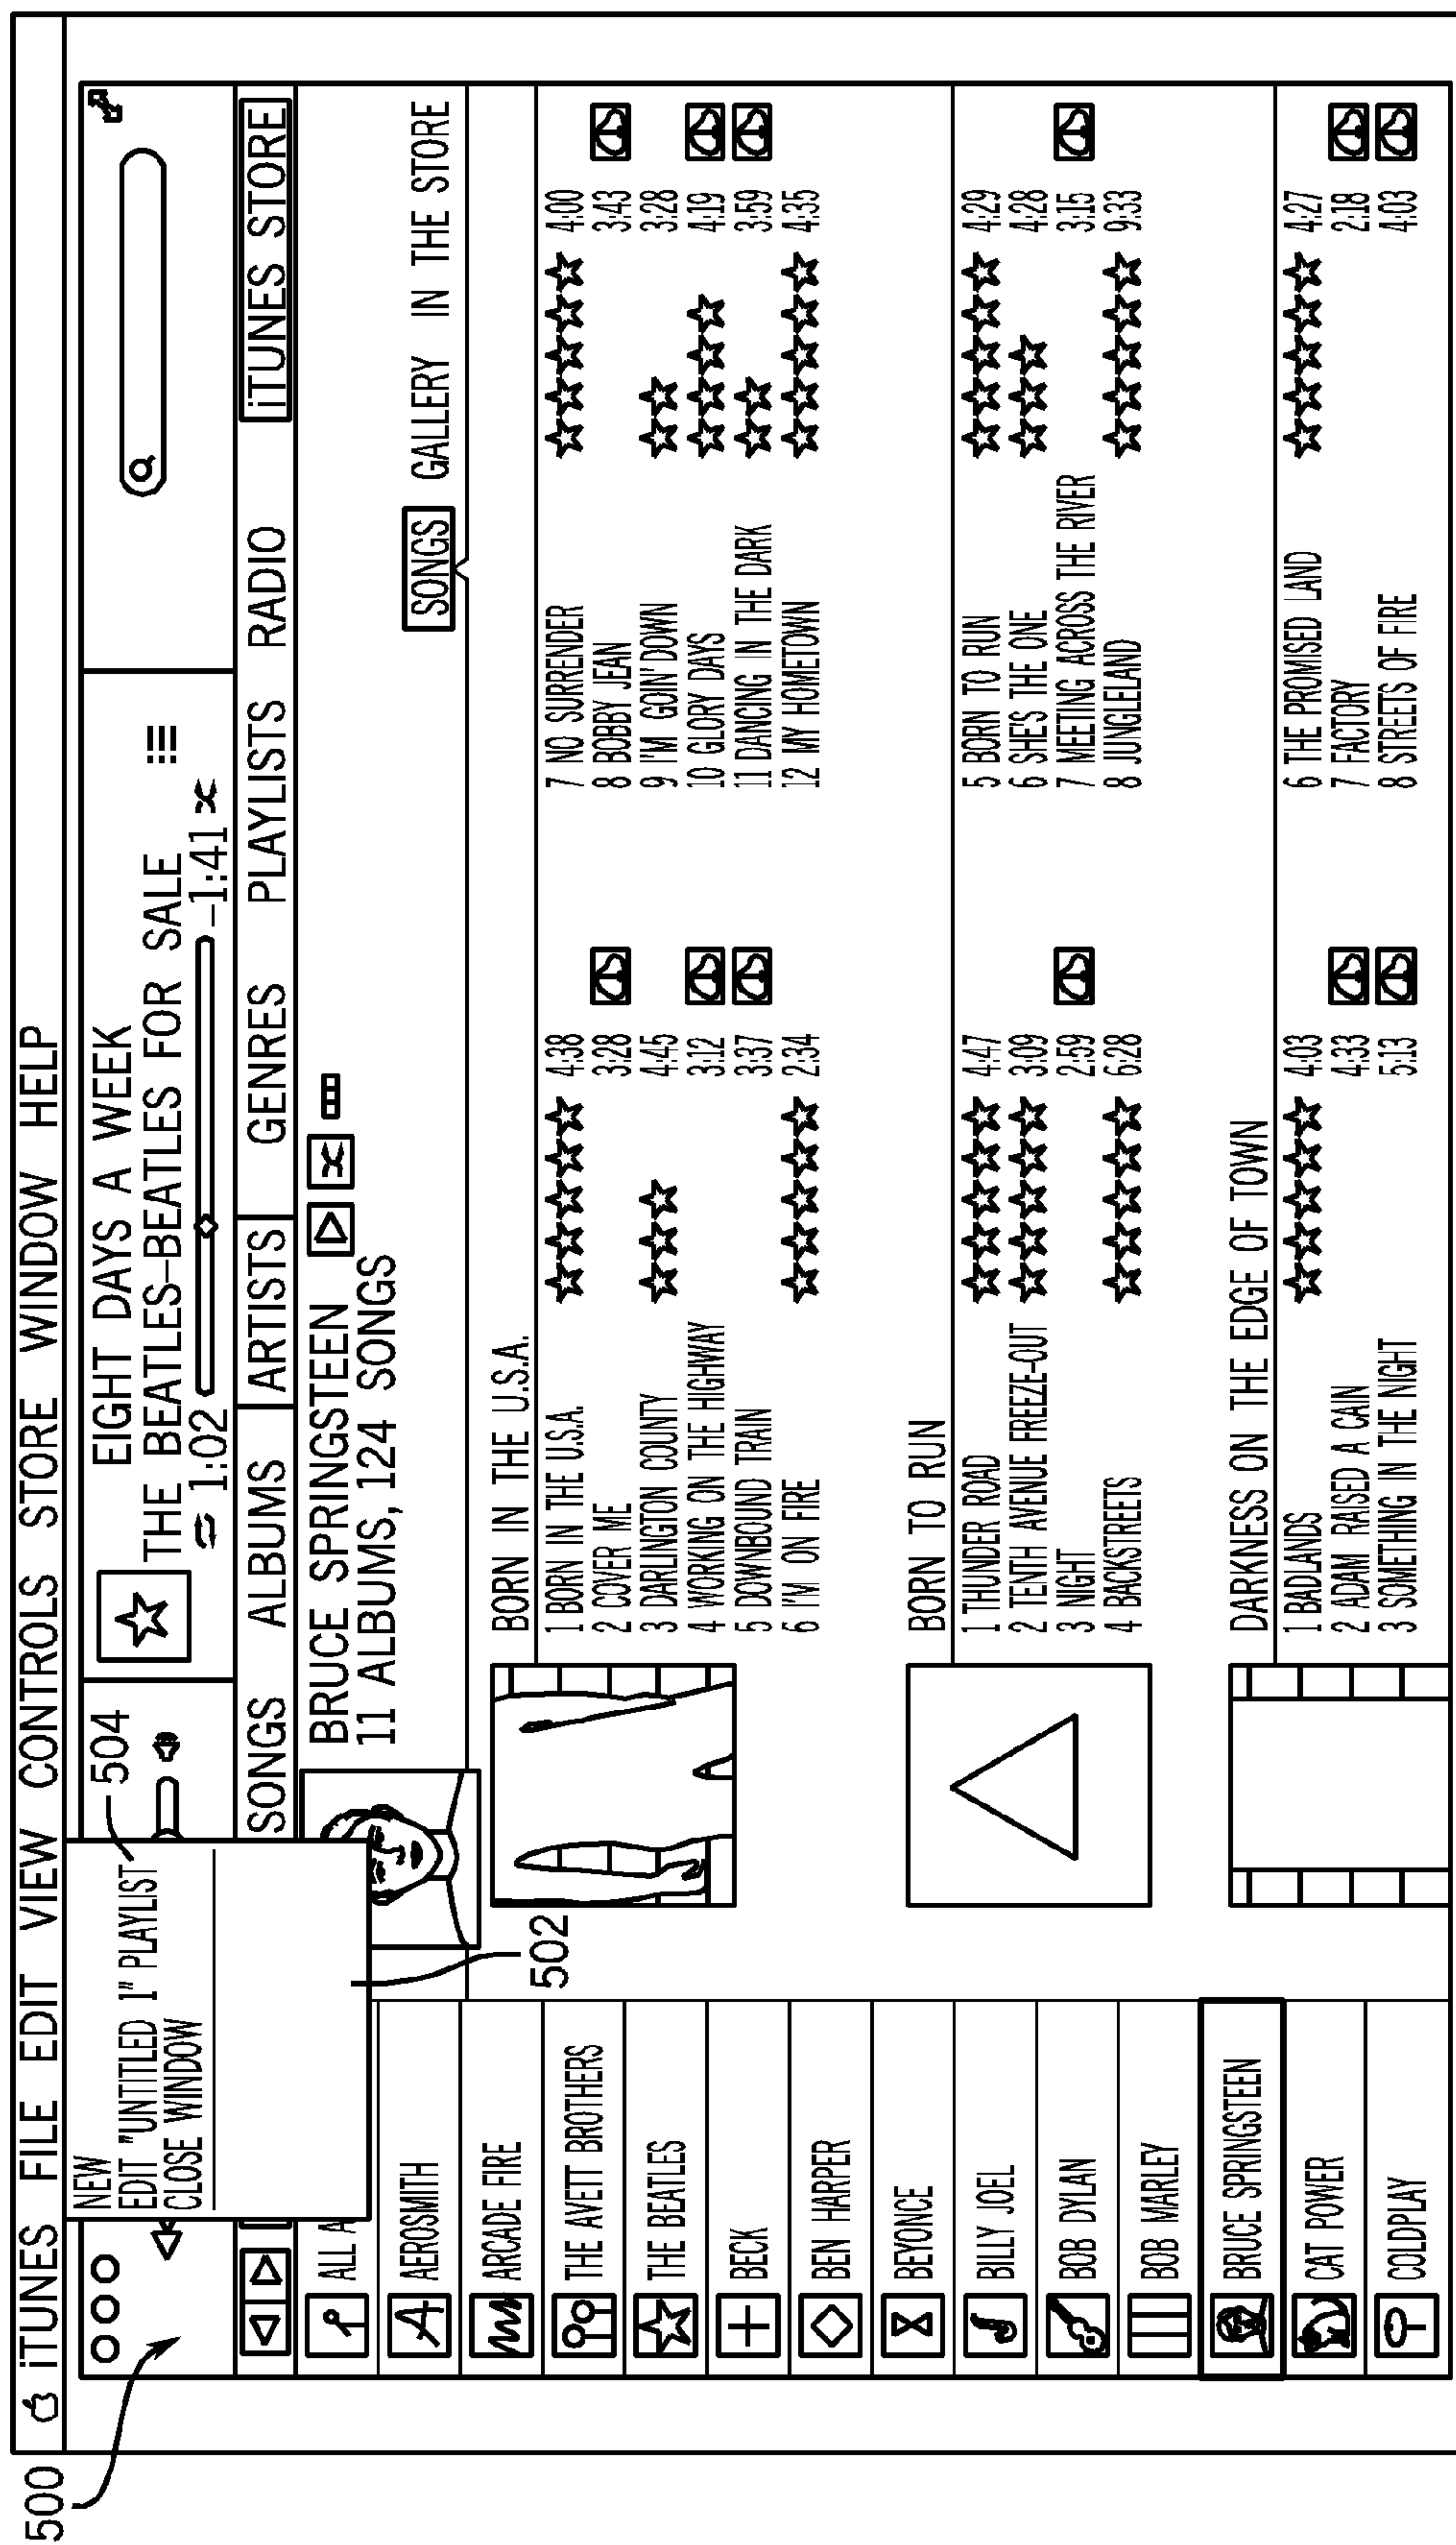 500
iTUNES FILE EDIT VIEW CONTROLS STORE WINDOW HELP
NEW
EDIT "UNTITLED 1" PLAYLIST
CLOSE WINDOW
504
502
EIGHT DAYS A WEEK
THE BEATLES–BEATLES FOR SALE
1:02 –1:41
SONGS ALBUMS ARTISTS GENRES PLAYLISTS RADIO iTUNES STORE
BRUCE SPRINGSTEEN
11 ALBUMS, 124 SONGS
SONGS GALLERY IN THE STORE
ALL A
AEROSMITH
ARCADE FIRE
THE AVETT BROTHERS
THE BEATLES
BECK
BEN HARPER
BEYONCE
BILLY JOEL
BOB DYLAN
BOB MARLEY
BRUCE SPRINGSTEEN
CAT POWER
COLDPLAY
BORN IN THE U.S.A.
1 BORN IN THE U.S.A. 4:38
2 COVER ME 3:28
3 DARLINGTON COUNTY 4:45
4 WORKING ON THE HIGHWAY 3:12
5 DOWNBOUND TRAIN 3:37
6 I'M ON FIRE 2:34
7 NO SURRENDER 4:00
8 BOBBY JEAN 3:43
9 I'M GOIN' DOWN 3:28
10 GLORY DAYS 4:19
11 DANCING IN THE DARK 3:59
12 MY HOMETOWN 4:35
BORN TO RUN
1 THUNDER ROAD 4:47
2 TENTH AVENUE FREEZE-OUT 3:09
3 NIGHT 2:59
4 BACKSTREETS 6:28
5 BORN TO RUN 4:29
6 SHE'S THE ONE 4:28
7 MEETING ACROSS THE RIVER 3:15
8 JUNGLELAND 9:33
DARKNESS ON THE EDGE OF TOWN
1 BADLANDS 4:03
2 ADAM RAISED A CAIN 4:33
3 SOMETHING IN THE NIGHT 5:13
6 THE PROMISED LAND 4:27
7 FACTORY 2:18
8 STREETS OF FIRE 4:03